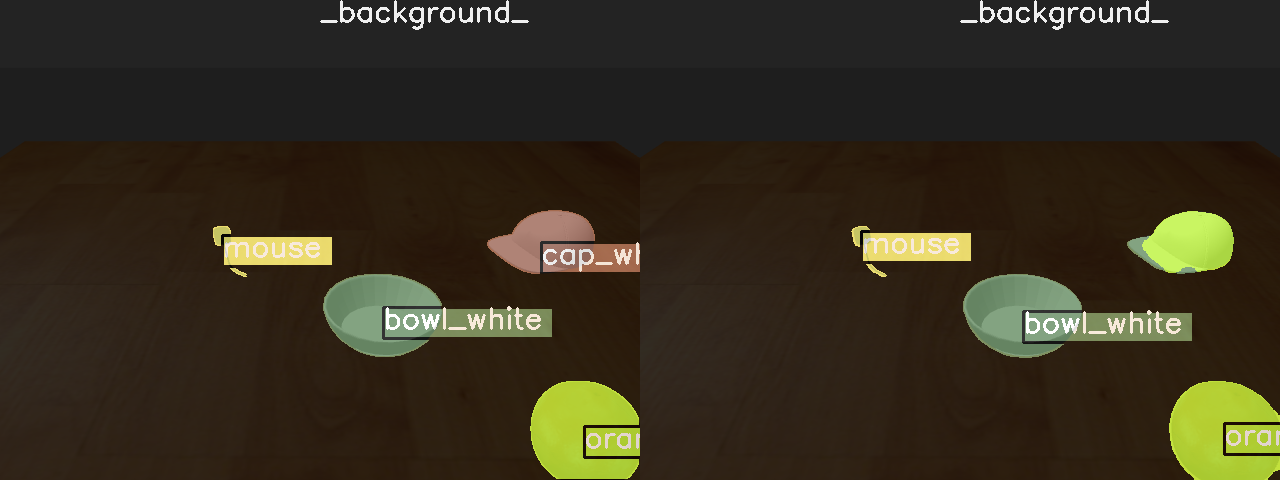 _background_ _background_
mouse mouse
cap_wh
bowl_white bowl_white
oran oran